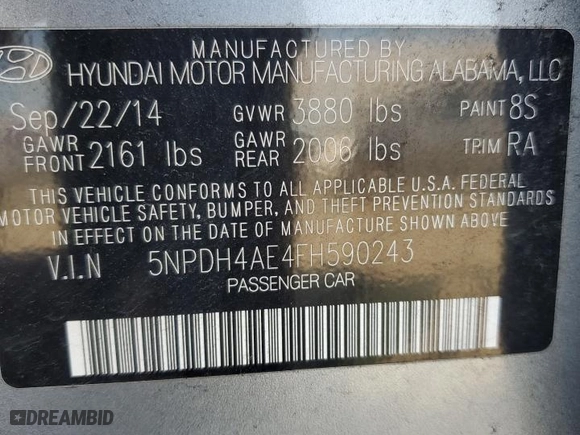 MANUFACTURED BY
HYUNDAI MOTOR MANUFACTURING ALABAMA, LLC
Sep/22/14 GVWR 3880 lbs PAINT 8S
GAWR FRONT 2161 lbs GAWR REAR 2006 lbs TRIM RA
THIS VEHICLE CONFORMS TO ALL APPLICABLE U.S.A. FEDERAL
MOTOR VEHICLE SAFETY, BUMPER, AND THEFT PREVENTION STANDARDS
IN EFFECT ON THE DATE OF MANUFACTURE SHOWN ABOVE
V.I.N 5NPDH4AE4FH590243
PASSENGER CAR
DREAMBID